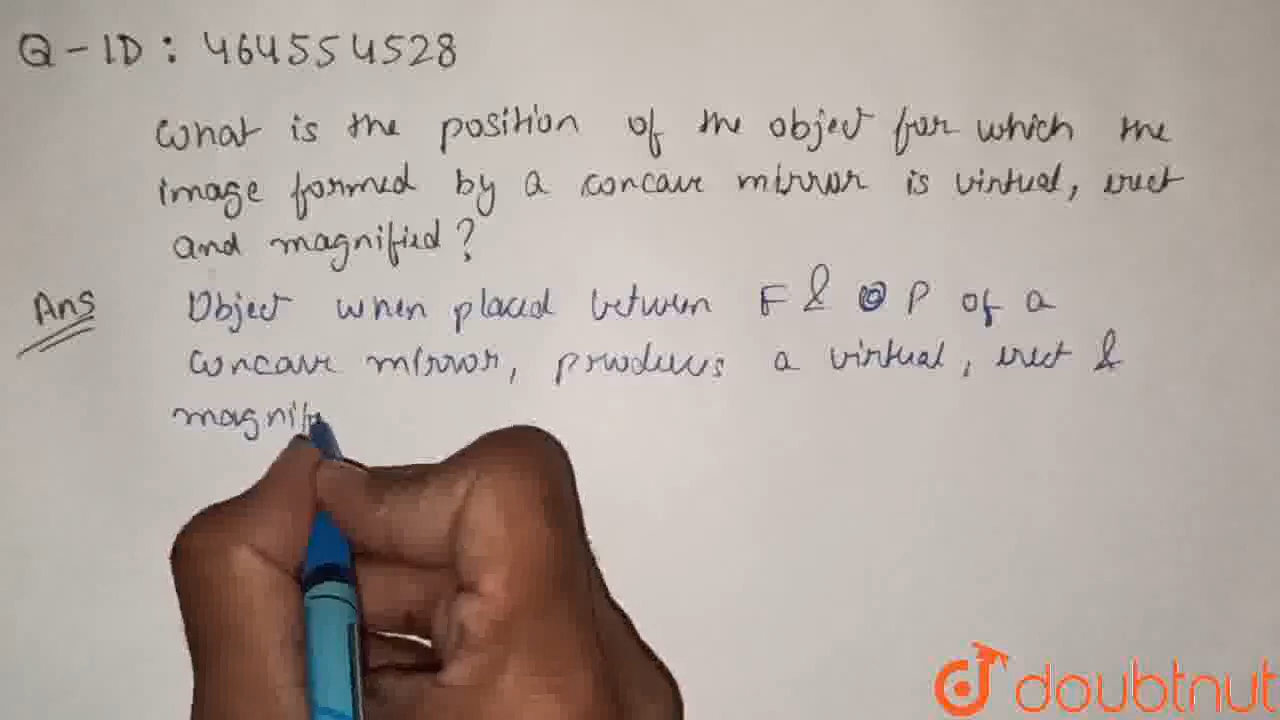 Q-ID: 464554528
What is the position of the object for which the
image formed by a concave mirror is virtual, erect
and magnified?
Ans Object when placed between F & P of a
concave mirror, produces a virtual, erect &
magnif
doubtnut